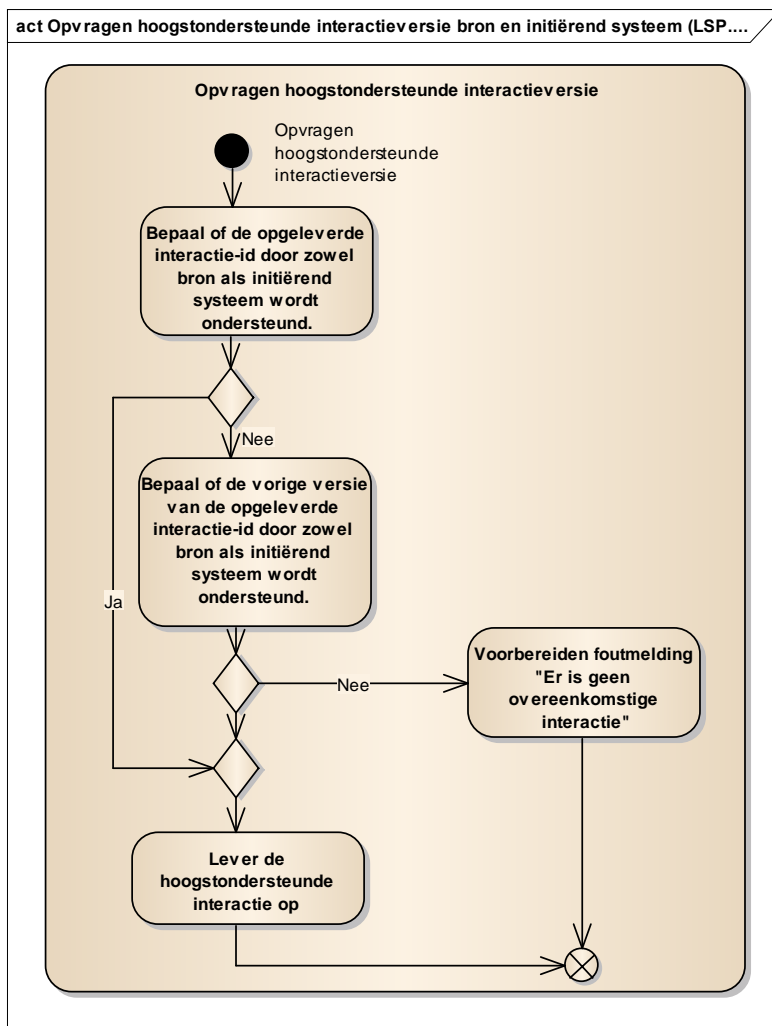 act Opvragen hoogstondersteunde interactieversie bron en initiërend systeem (LSP....
Opvragen hoogstondersteunde interactieversie
Opvragen
hoogstondersteunde
interactieversie
Bepaal of de opgeleverde
interactie-id door zowel
bron als initiërend
systeem wordt
ondersteund.
Nee
Bepaal of de vorige versie
van de opgeleverde
interactie-id door zowel
bron als initiërend
systeem wordt
ondersteund.
Ja
Nee
Voorbereiden foutmelding
"Er is geen
overeenkomstige
interactie"
Lever de
hoogstondersteunde
interactie op